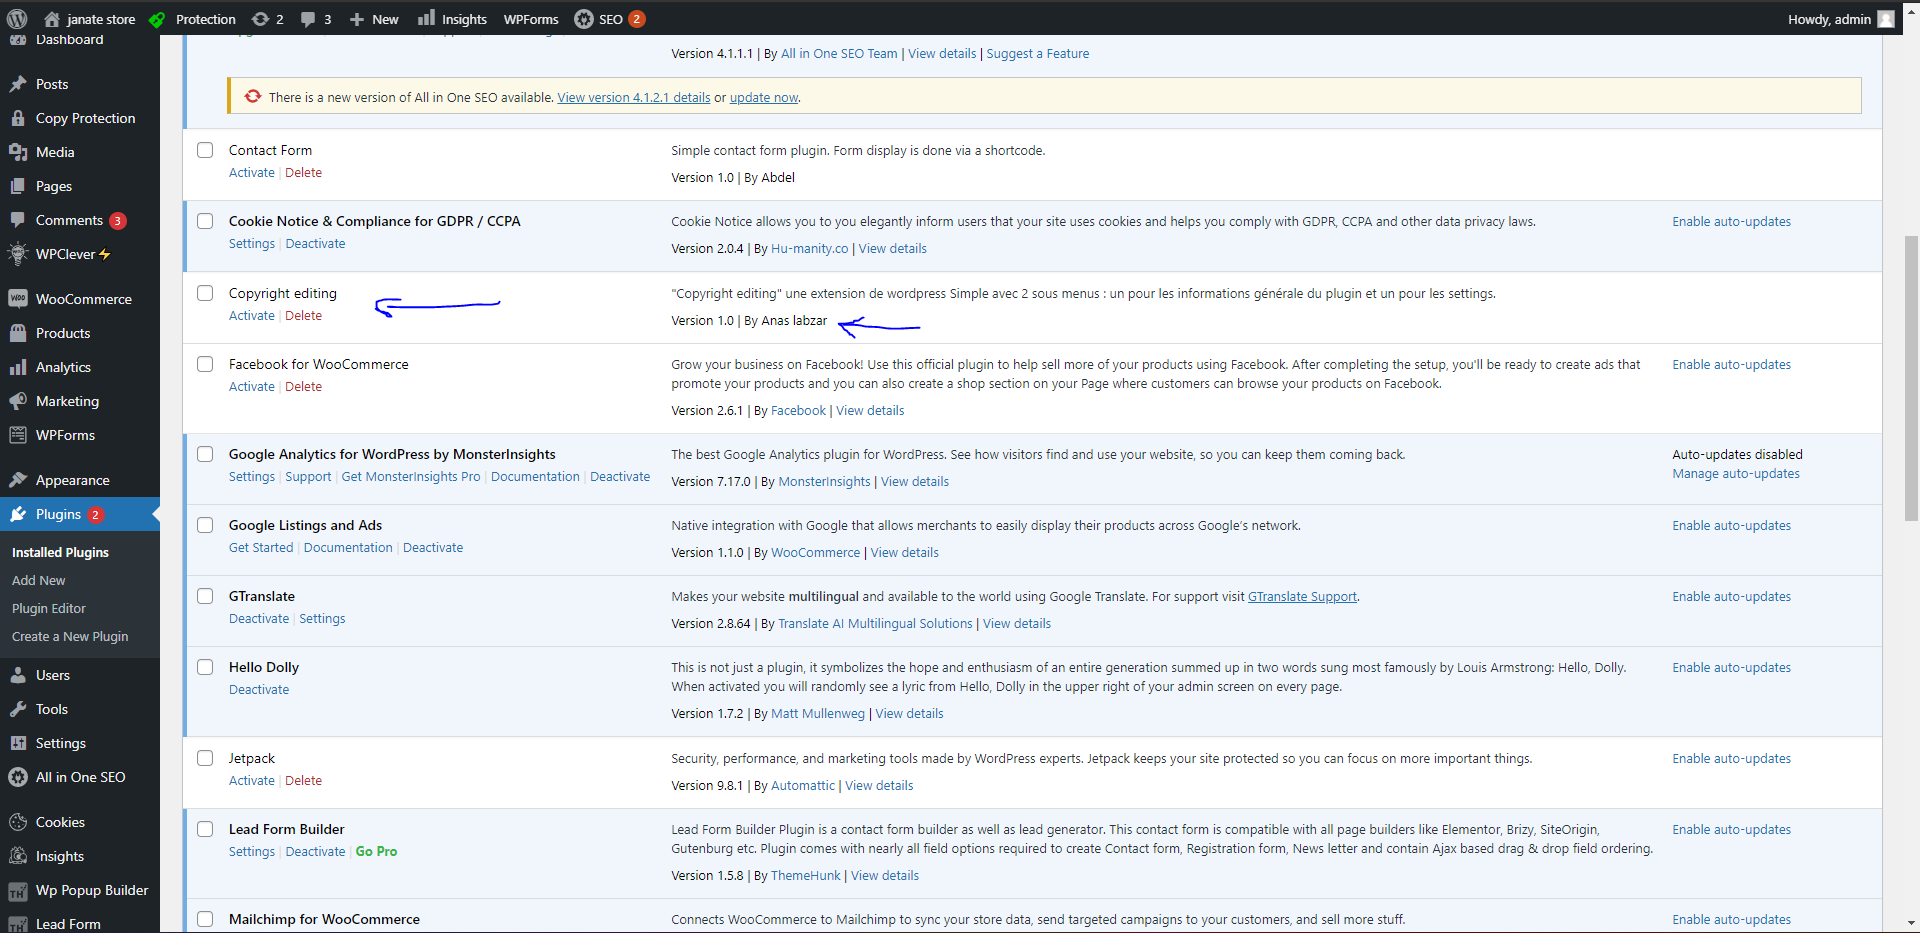 janate store Protection 2 3 New Insights WPForms SEO 2 Howdy, admin
Dashboard
Posts
Copy Protection
Media
Pages
Comments 3
WPClever⚡
WooCommerce
Products
Analytics
Marketing
WPForms
Appearance
Plugins 2
Installed Plugins
Add New
Plugin Editor
Create a New Plugin
Users
Tools
Settings
All in One SEO
Cookies
Insights
Wp Popup Builder
Lead Form
Version 4.1.1.1 | By All in One SEO Team | View details | Suggest a Feature
There is a new version of All in One SEO available. View version 4.1.2.1 details or update now.
Contact Form
Activate | Delete
Simple contact form plugin. Form display is done via a shortcode.
Version 1.0 | By Abdel
Cookie Notice & Compliance for GDPR / CCPA
Settings | Deactivate
Cookie Notice allows you to you elegantly inform users that your site uses cookies and helps you comply with GDPR, CCPA and other data privacy laws.
Version 2.0.4 | By Hu-manity.co | View details
Enable auto-updates
Copyright editing
Activate | Delete
"Copyright editing" une extension de wordpress Simple avec 2 sous menus : un pour les informations générale du plugin et un pour les settings.
Version 1.0 | By Anas labzar
Facebook for WooCommerce
Activate | Delete
Grow your business on Facebook! Use this official plugin to help sell more of your products using Facebook. After completing the setup, you'll be ready to create ads that
promote your products and you can also create a shop section on your Page where customers can browse your products on Facebook.
Version 2.6.1 | By Facebook | View details
Enable auto-updates
Google Analytics for WordPress by MonsterInsights
Settings | Support | Get MonsterInsights Pro | Documentation | Deactivate
The best Google Analytics plugin for WordPress. See how visitors find and use your website, so you can keep them coming back.
Version 7.17.0 | By MonsterInsights | View details
Auto-updates disabled
Manage auto-updates
Google Listings and Ads
Get Started | Documentation | Deactivate
Native integration with Google that allows merchants to easily display their products across Google’s network.
Version 1.1.0 | By WooCommerce | View details
Enable auto-updates
GTranslate
Deactivate | Settings
Makes your website multilingual and available to the world using Google Translate. For support visit GTranslate Support.
Version 2.8.64 | By Translate AI Multilingual Solutions | View details
Enable auto-updates
Hello Dolly
Deactivate
This is not just a plugin, it symbolizes the hope and enthusiasm of an entire generation summed up in two words sung most famously by Louis Armstrong: Hello, Dolly.
When activated you will randomly see a lyric from Hello, Dolly in the upper right of your admin screen on every page.
Version 1.7.2 | By Matt Mullenweg | View details
Enable auto-updates
Jetpack
Activate | Delete
Security, performance, and marketing tools made by WordPress experts. Jetpack keeps your site protected so you can focus on more important things.
Version 9.8.1 | By Automattic | View details
Enable auto-updates
Lead Form Builder
Settings | Deactivate | Go Pro
Lead Form Builder Plugin is a contact form builder as well as lead generator. This contact form is compatible with all page builders like Elementor, Brizy, SiteOrigin,
Gutenburg etc. Plugin comes with nearly all field options required to create Contact form, Registration form, News letter and contain Ajax based drag & drop field ordering.
Version 1.5.8 | By ThemeHunk | View details
Enable auto-updates
Mailchimp for WooCommerce
Connects WooCommerce to Mailchimp to sync your store data, send targeted campaigns to your customers, and sell more stuff.
Enable auto-updates